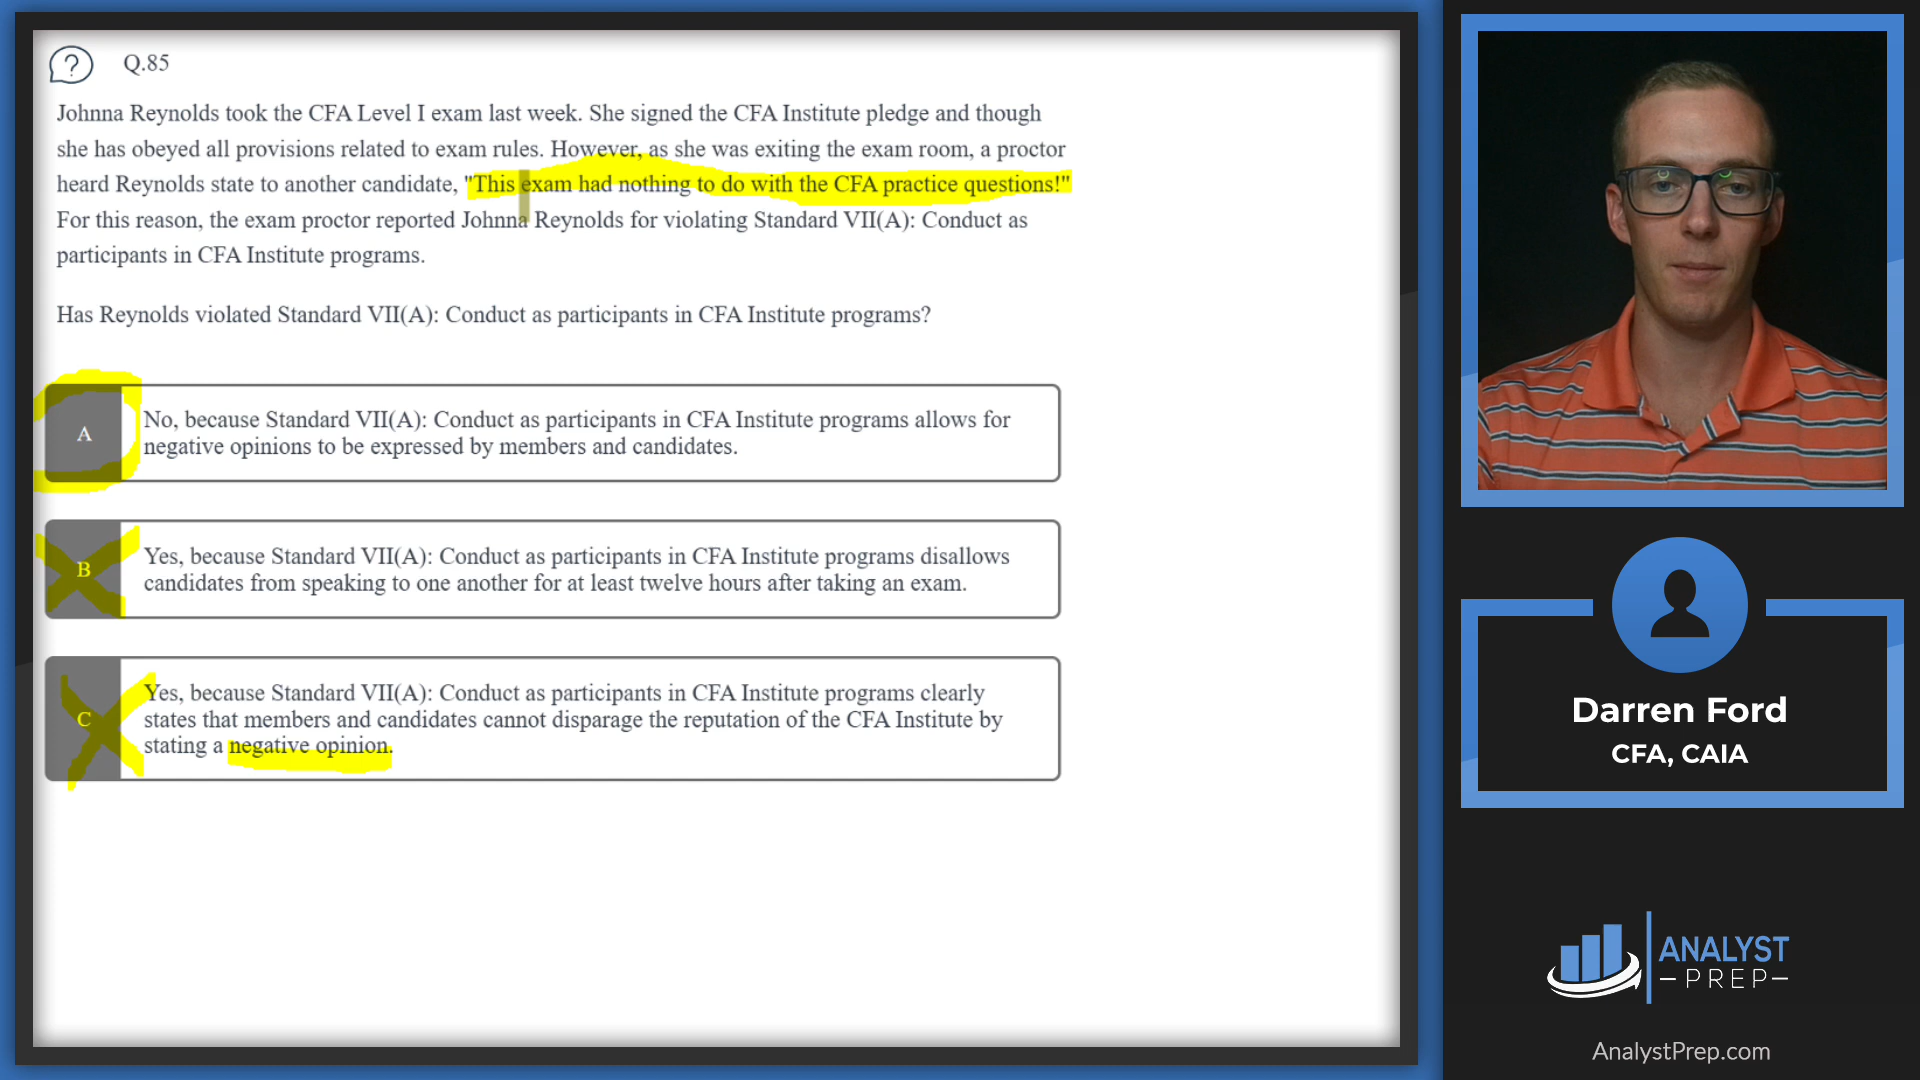 ?
Q.85
Johnna Reynolds took the CFA Level I exam last week. She signed the CFA Institute pledge and though
she has obeyed all provisions related to exam rules. However, as she was exiting the exam room, a proctor
heard Reynolds state to another candidate, "This exam had nothing to do with the CFA practice questions!"
For this reason, the exam proctor reported Johnna Reynolds for violating Standard VII(A): Conduct as
participants in CFA Institute programs.
Has Reynolds violated Standard VII(A): Conduct as participants in CFA Institute programs?
A
No, because Standard VII(A): Conduct as participants in CFA Institute programs allows for
negative opinions to be expressed by members and candidates.
B
Yes, because Standard VII(A): Conduct as participants in CFA Institute programs disallows
candidates from speaking to one another for at least twelve hours after taking an exam.
C
Yes, because Standard VII(A): Conduct as participants in CFA Institute programs clearly
states that members and candidates cannot disparage the reputation of the CFA Institute by
stating a negative opinion.
Darren Ford
CFA, CAIA
ANALYST
PREP
AnalystPrep.com